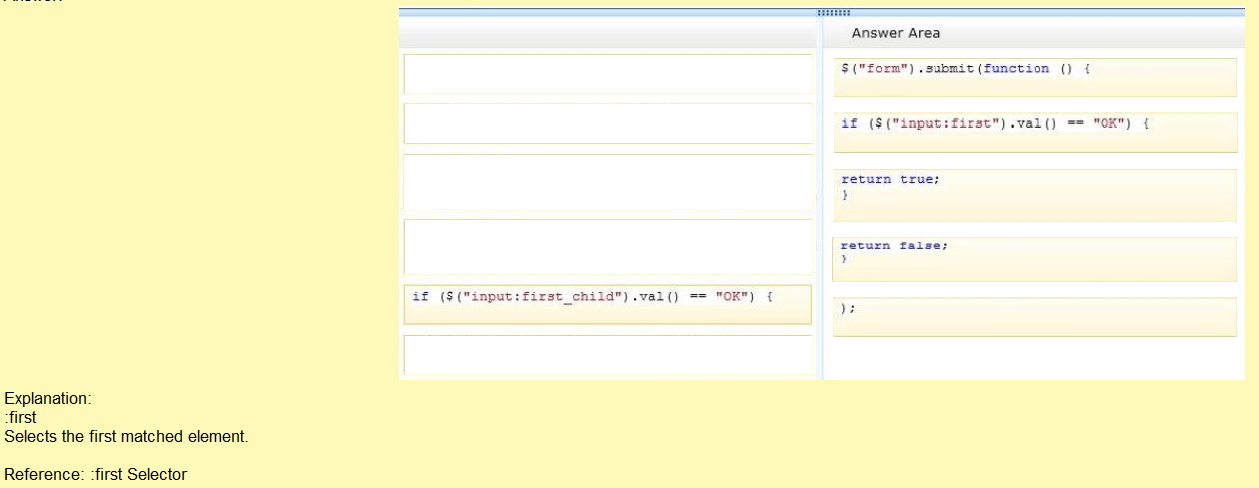 Answer Area
$("form").submit(function () {
if ($("input:first").val() == "OK") {
return true;
}
return false;
}
if ($("input:first_child").val() == "OK") {
);
Explanation:
:first
Selects the first matched element.
Reference: :first Selector